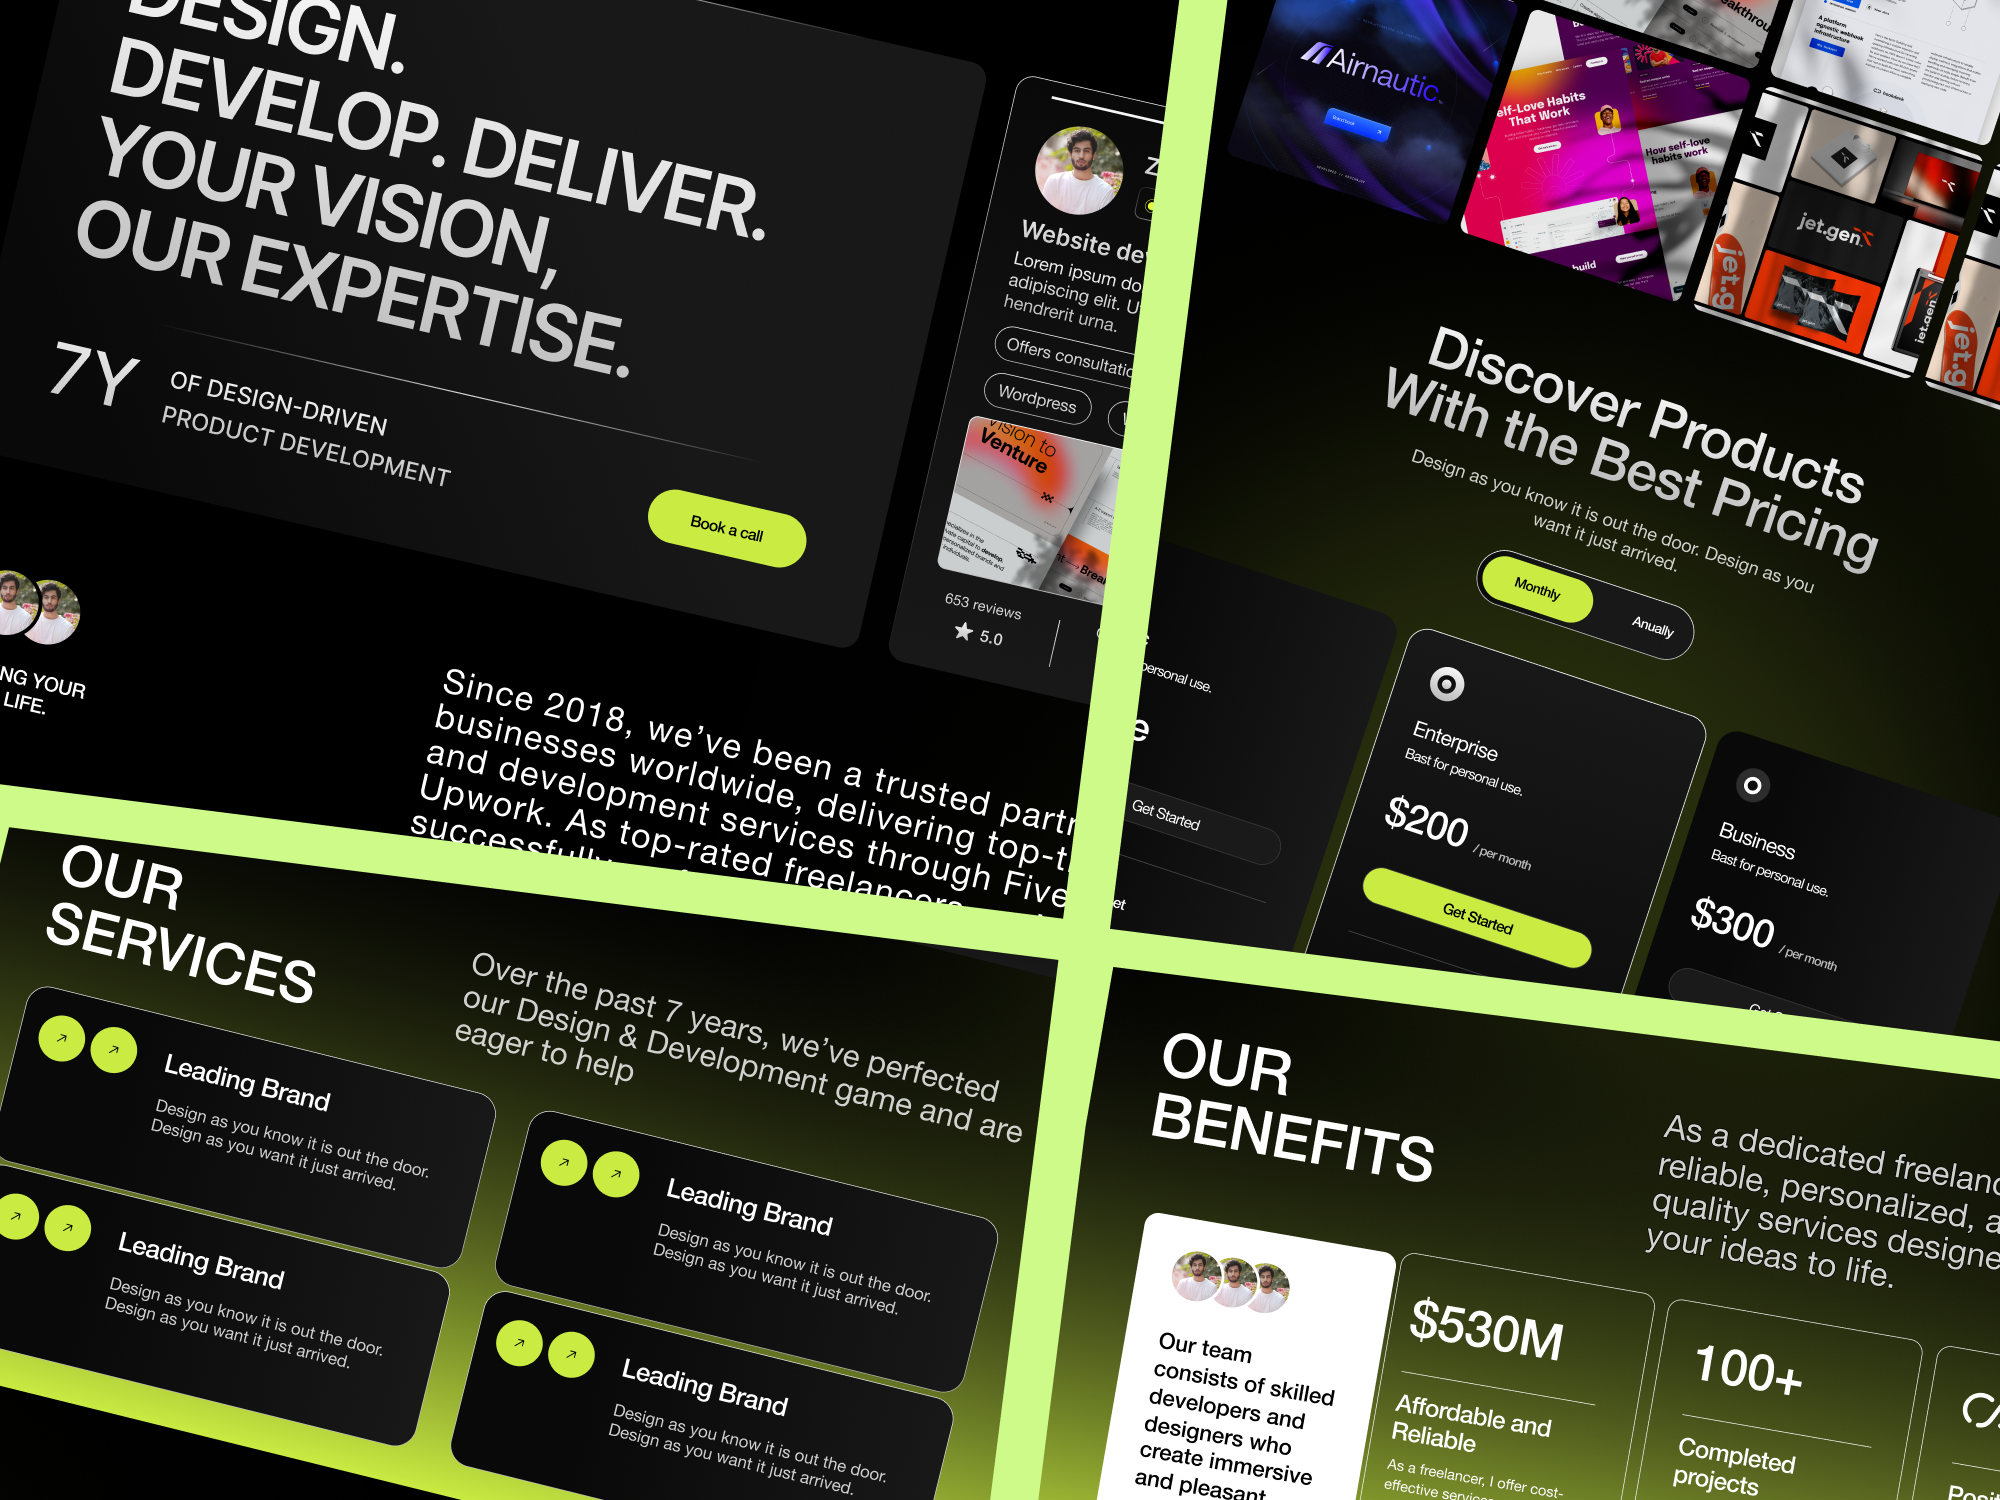 DESIGN.
DEVELOP. DELIVER.
YOUR VISION,
OUR EXPERTISE.
7Y
OF DESIGN-DRIVEN
PRODUCT DEVELOPMENT
Book a call
Website
Lorem ipsum
adipiscing elit.
hendrerit urna.
Offers
Wordpress
Vision to
Venture
653 reviews
5.0
NG YOUR
LIFE.
Since 2018, we've been a trusted
businesses worldwide, delivering
and development services through
Upwork. As top-rated freelancers
successfully
Airnautic
Self-Love Habits
That Work
How self-love
habits work
build
A platform
agnostic webhook
infrastructure
jet.genX
jet.g
jet.genX
jet.g
Discover Products
With the Best Pricing
Design as you know it is out the door. Design as you
want it just arrived.
Monthly
Anually
personal use.
Get Started
Enterprise
Bast for personal use.
$200
/ per month
Get Started
Business
Bast for personal use.
$300
/ per month
OUR
SERVICES
Over the past 7 years, we've perfected
our Design & Development game and are
eager to help
Leading Brand
Design as you know it is out the door.
Design as you want it just arrived.
Leading Brand
Design as you know it is out the door.
Design as you want it just arrived.
Leading Brand
Design as you know it is out the door.
Design as you want it just arrived.
Leading Brand
Design as you know it is out the door.
Design as you want it just arrived.
OUR
BENEFITS
As a dedicated
reliable, personalized,
quality services
your ideas to life.
Our team
consists of skilled
developers and
designers who
create immersive
and pleasant
$530M
Affordable and
Reliable
As a freelancer, I offer cost-
effective
100+
Completed
projects